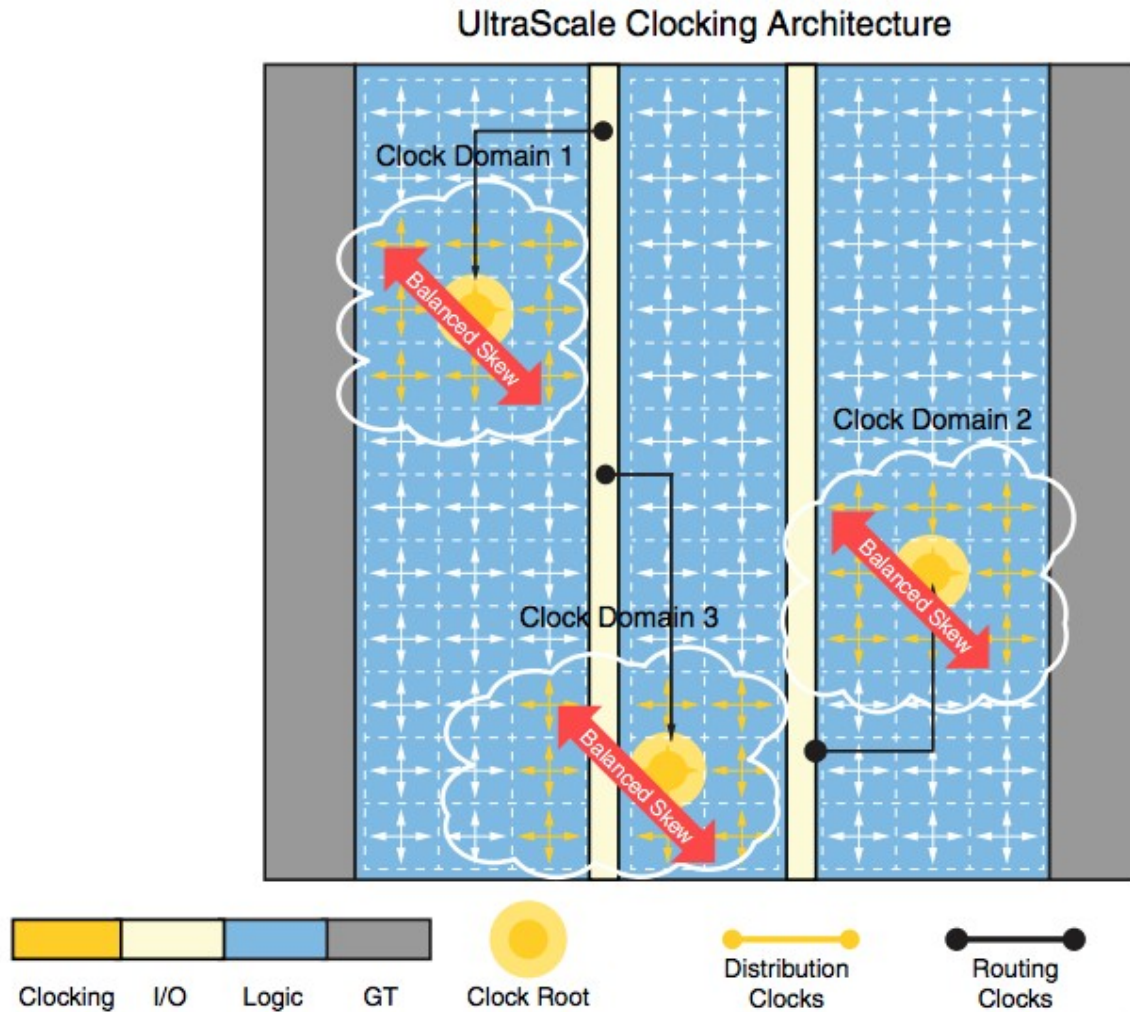 UltraScale Clocking Architecture
Clock Domain 1
Balanced Skew
Clock Domain 2
Balanced Skew
Clock Domain 3
Balanced Skew
Clocking
I/O
Logic
GT
Clock Root
Distribution
Clocks
Routing
Clocks